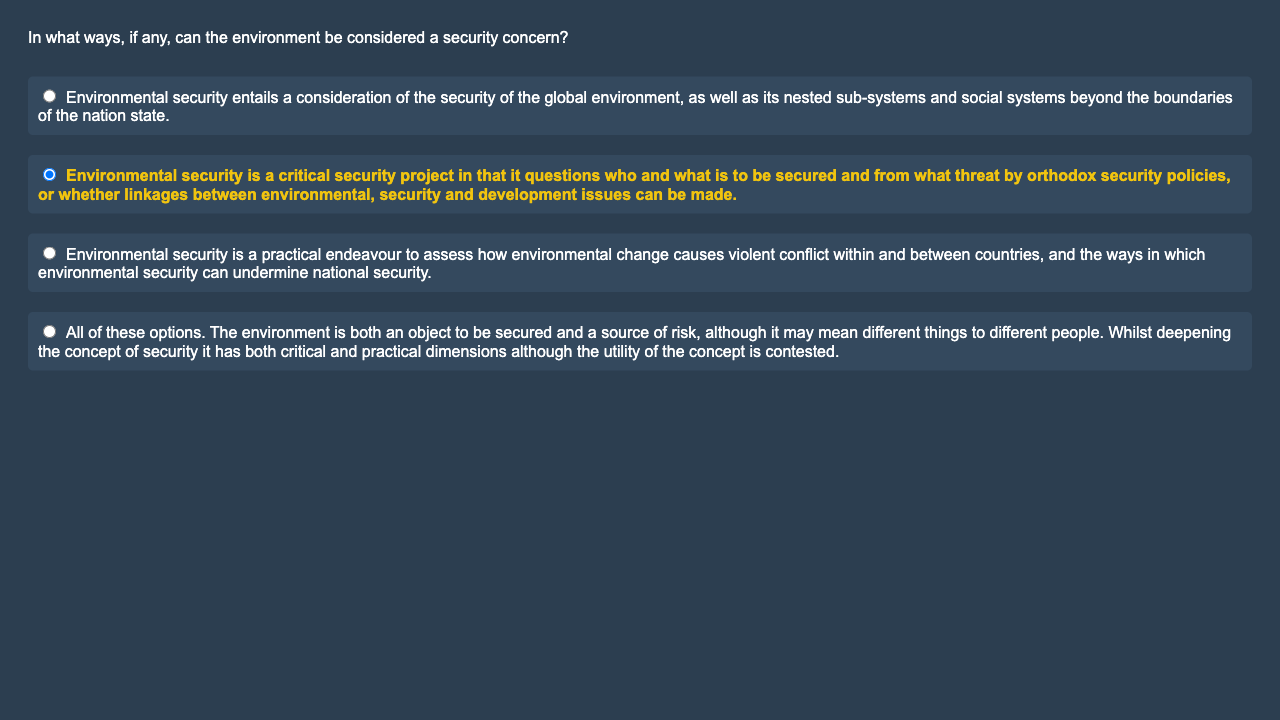 In what ways, if any, can the environment be considered a security concern?
Environmental security entails a consideration of the security of the global environment, as well as its nested sub-systems and social systems beyond the boundaries
of the nation state.
Environmental security is a critical security project in that it questions who and what is to be secured and from what threat by orthodox security policies,
or whether linkages between environmental, security and development issues can be made.
Environmental security is a practical endeavour to assess how environmental change causes violent conflict within and between countries, and the ways in which
environmental security can undermine national security.
All of these options. The environment is both an object to be secured and a source of risk, although it may mean different things to different people. Whilst deepening
the concept of security it has both critical and practical dimensions although the utility of the concept is contested.